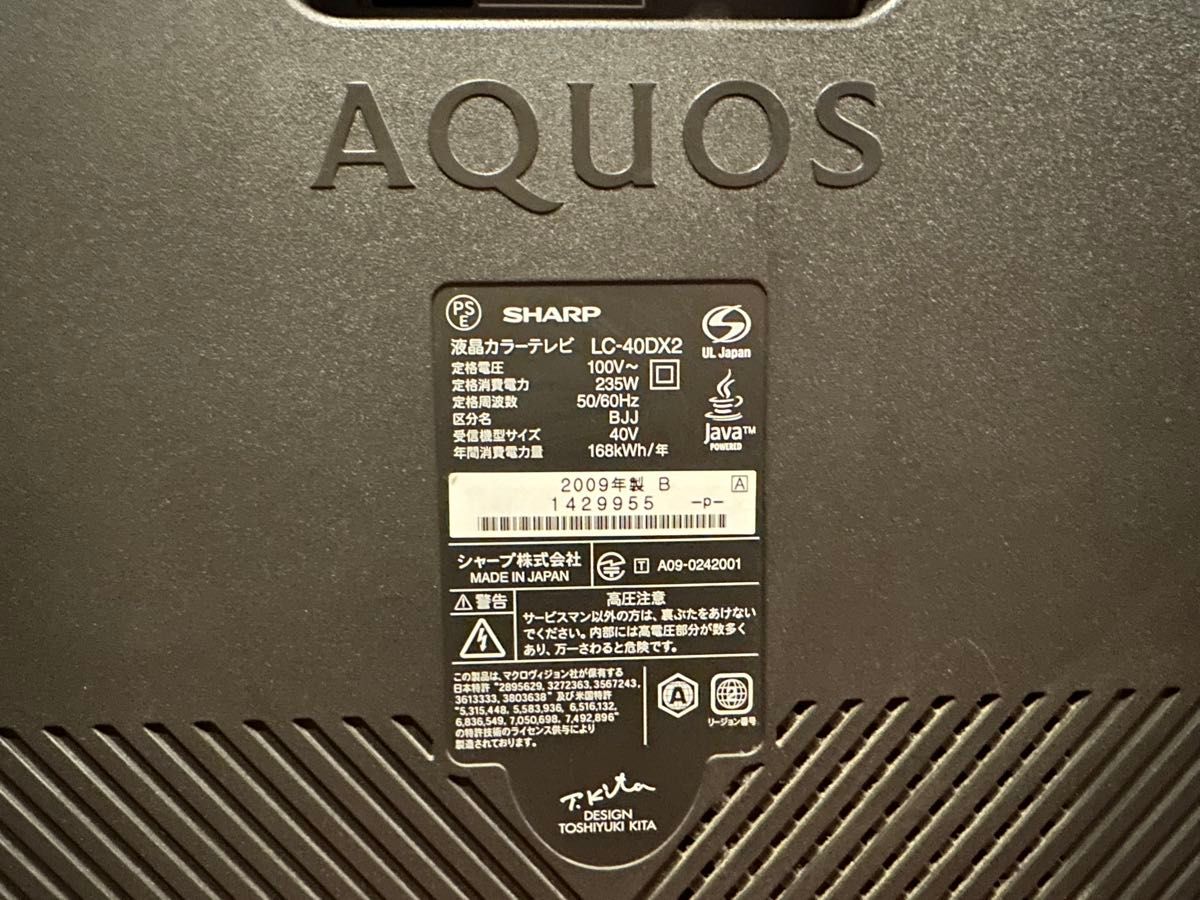 AQUOS
PS
E
SHARP
液晶カラーテレビ LC-40DX2
定格電圧 100V～
定格消費電力 235W
定格周波数 50/60Hz
区分名 BJJ
受信機型サイズ 40V
年間消費電力量 168kWh/年
UL Japan
Java™
POWERED
2009年製 B A
1429955 -p-
シャープ株式会社
MADE IN JAPAN
T A09-0242001
警告
高圧注意
サービスマン以外の方は、裏ぶたをあけない
でください。内部には高電圧部分が数多く
あり、万一さわると危険です。
この製品は、マクロヴィジョン社が保有する
日本特許 "2895629, 3272363, 3567243,
3613333, 3803638" 及び米国特許
"5,315,448, 5,583,936, 6,516,132,
6,836,549, 7,050,698, 7,492,896"
の特許技術のライセンス供与により
製造されております。
A
2
リージョン番号
T.Kita
DESIGN
TOSHIYUKI KITA